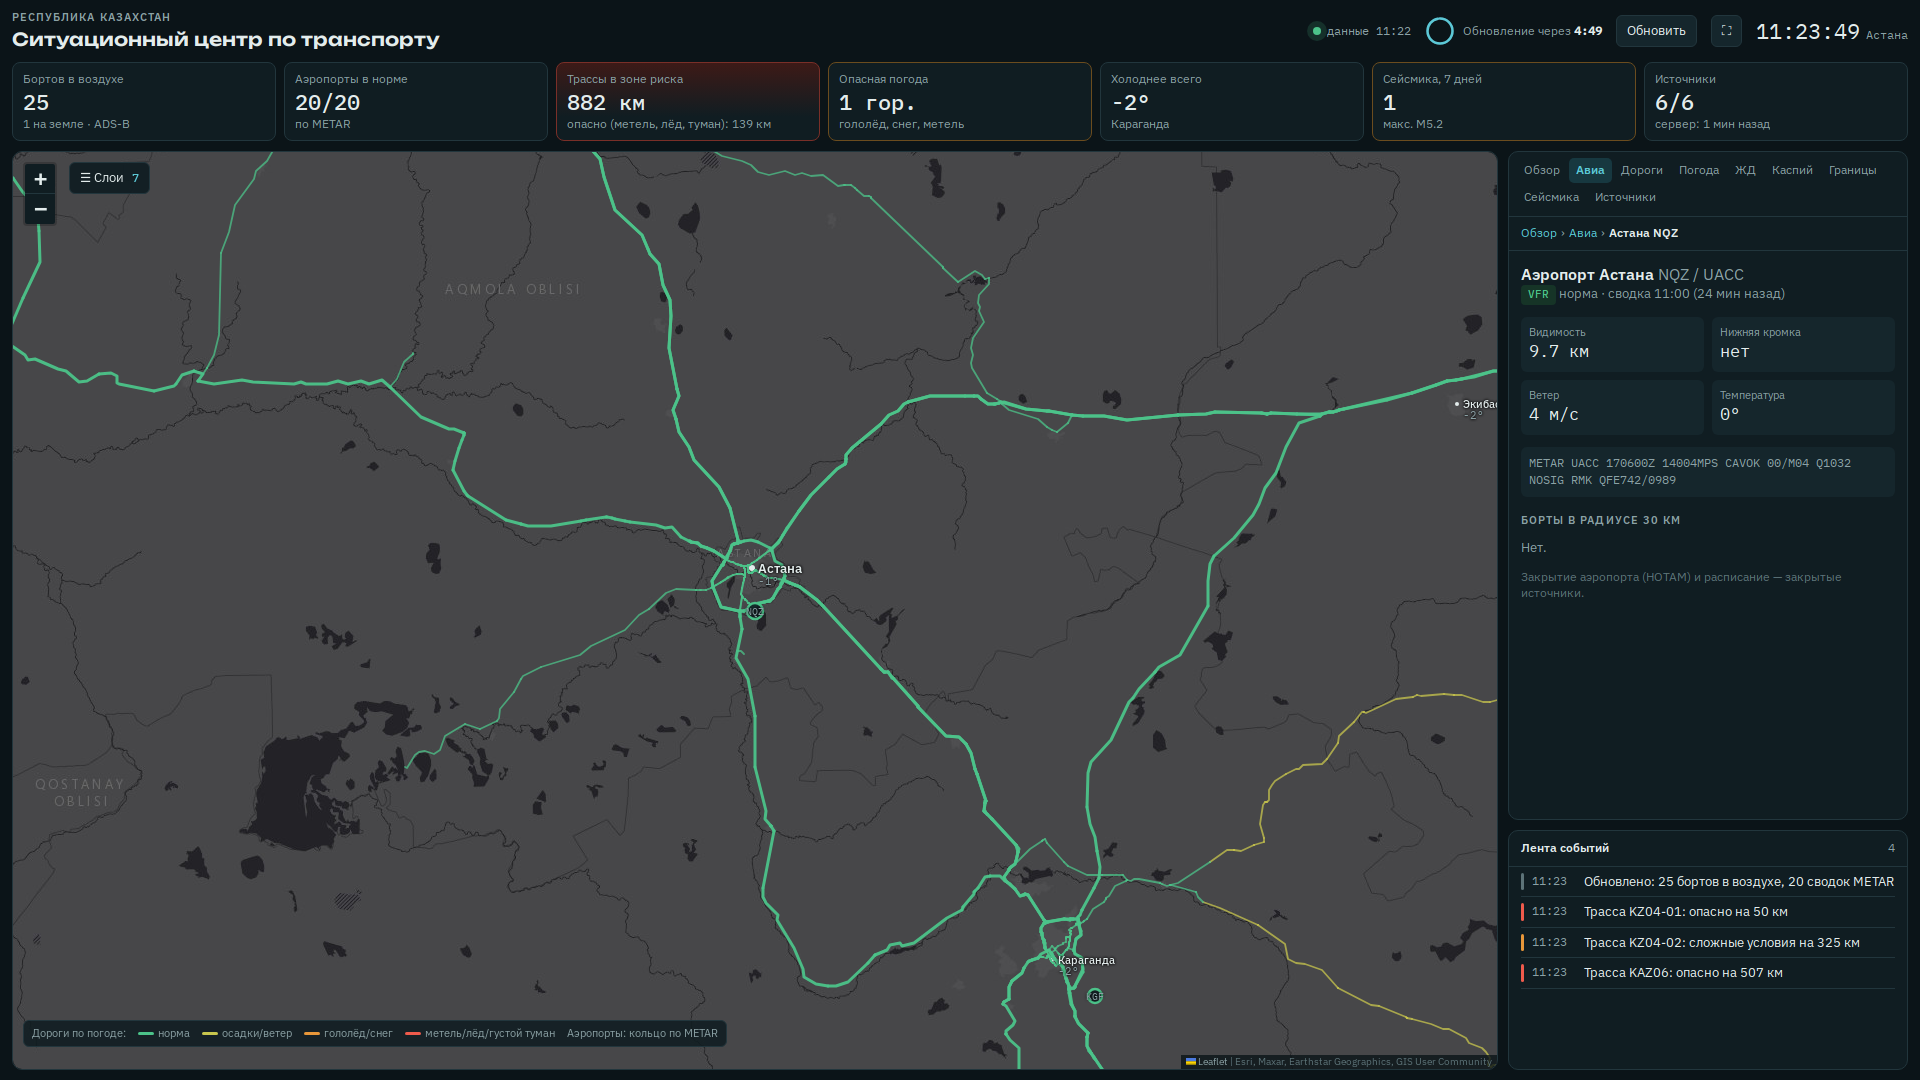 РЕСПУБЛИКА КАЗАХСТАН
Ситуационный центр по транспорту
данные 11:22
Обновление через 4:49
Обновить
11:23:49 Астана
Бортов в воздухе
25
1 на земле · ADS-B
Аэропорты в норме
20/20
по METAR
Трассы в зоне риска
882 км
опасно (метель, лёд, туман): 139 км
Опасная погода
1 гор.
гололёд, снег, метель
Холоднее всего
-2°
Караганда
Сейсмика, 7 дней
1
макс. M5.2
Источники
6/6
сервер: 1 мин назад
+
−
☰ Слои 7
AQMOLA OBLISI
QOSTANAY
OBLISI
Экибас
-2°
Астана
-1°
NQZ
Караганда
-2°
KGF
Дороги по погоде: норма осадки/ветер гололёд/снег метель/лёд/густой туман Аэропорты: кольцо по METAR
Leaflet | Esri, Maxar, Earthstar Geographics, GIS User Community,
Обзор Авиа Дороги Погода ЖД Каспий Границы
Сейсмика Источники
Обзор › Авиа › Астана NQZ
Аэропорт Астана NQZ / UACC
VFR норма · сводка 11:00 (24 мин назад)
Видимость
9.7 км
Нижняя кромка
нет
Ветер
4 м/с
Температура
0°
METAR UACC 170600Z 14004MPS CAVOK 00/M04 Q1032
NOSIG RMK QFE742/0989
БОРТЫ В РАДИУСЕ 30 КМ
Нет.
Закрытие аэропорта (НОТАМ) и расписание — закрытые
источники.
Лента событий 4
11:23 Обновлено: 25 бортов в воздухе, 20 сводок METAR
11:23 Трасса KZ04-01: опасно на 50 км
11:23 Трасса KZ04-02: сложные условия на 325 км
11:23 Трасса KAZ06: опасно на 507 км